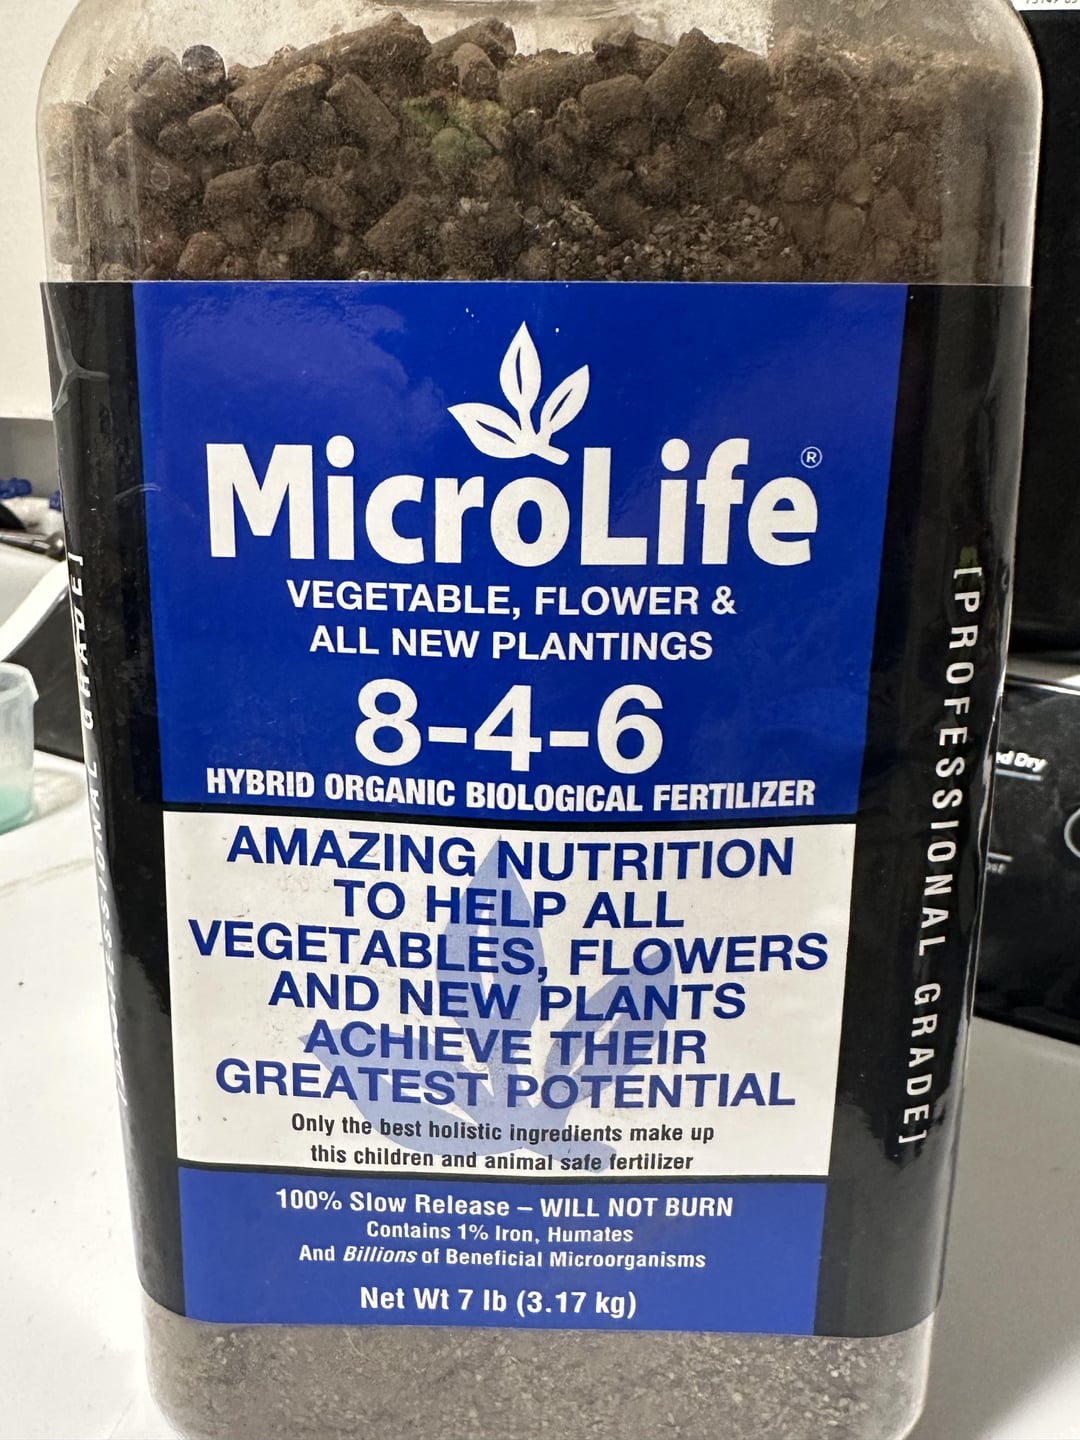 MicroLife®
VEGETABLE, FLOWER &
ALL NEW PLANTINGS
8-4-6
HYBRID ORGANIC BIOLOGICAL FERTILIZER
AMAZING NUTRITION
TO HELP ALL
VEGETABLES, FLOWERS
AND NEW PLANTS
ACHIEVE THEIR
GREATEST POTENTIAL
Only the best holistic ingredients make up
this children and animal safe fertilizer
100% Slow Release – WILL NOT BURN
Contains 1% Iron, Humates
And Billions of Beneficial Microorganisms
Net Wt 7 lb (3.17 kg)
[PROFESSIONAL GRADE]
[PROFESSIONAL GRADE]
Dry